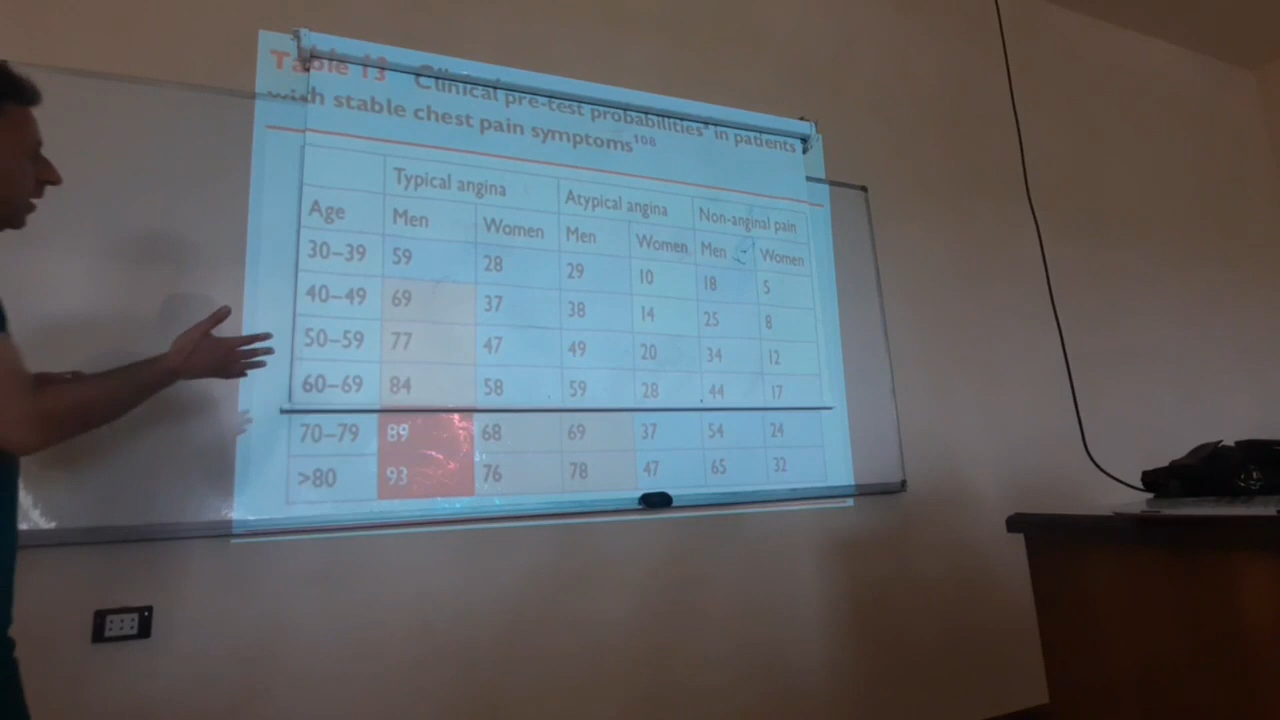 Table 13 Clinical pre-test probabilitiesª in patients
with stable chest pain symptoms¹⁰⁸
Typical angina Atypical angina Non-anginal pain
Age Men Women Men Women Men Women
30–39 59 28 29 10 18 5
40–49 69 37 38 14 25 8
50–59 77 47 49 20 34 12
60–69 84 58 59 28 44 17
70–79 89 68 69 37 54 24
>80 93 76 78 47 65 32